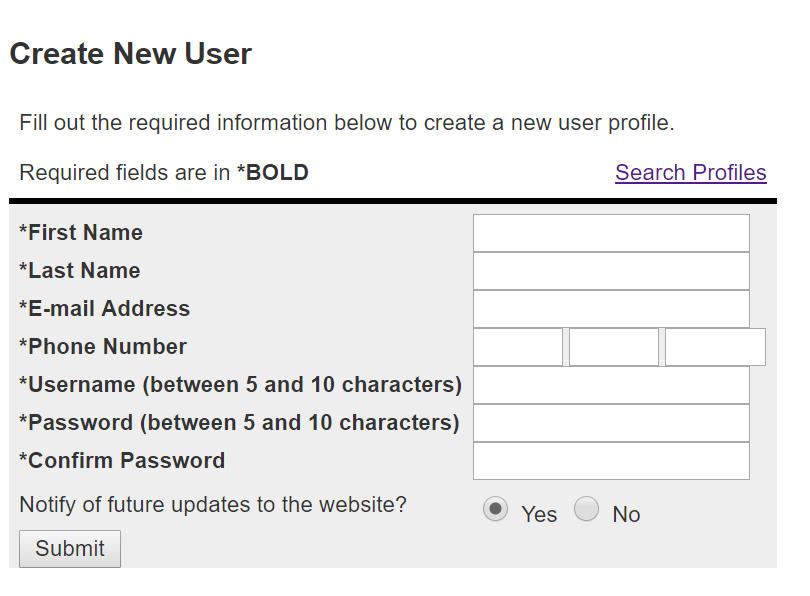 Create New User
Fill out the required information below to create a new user profile.
Required fields are in *BOLD Search Profiles
*First Name
*Last Name
*E-mail Address
*Phone Number
*Username (between 5 and 10 characters)
*Password (between 5 and 10 characters)
*Confirm Password
Notify of future updates to the website? Yes No
Submit